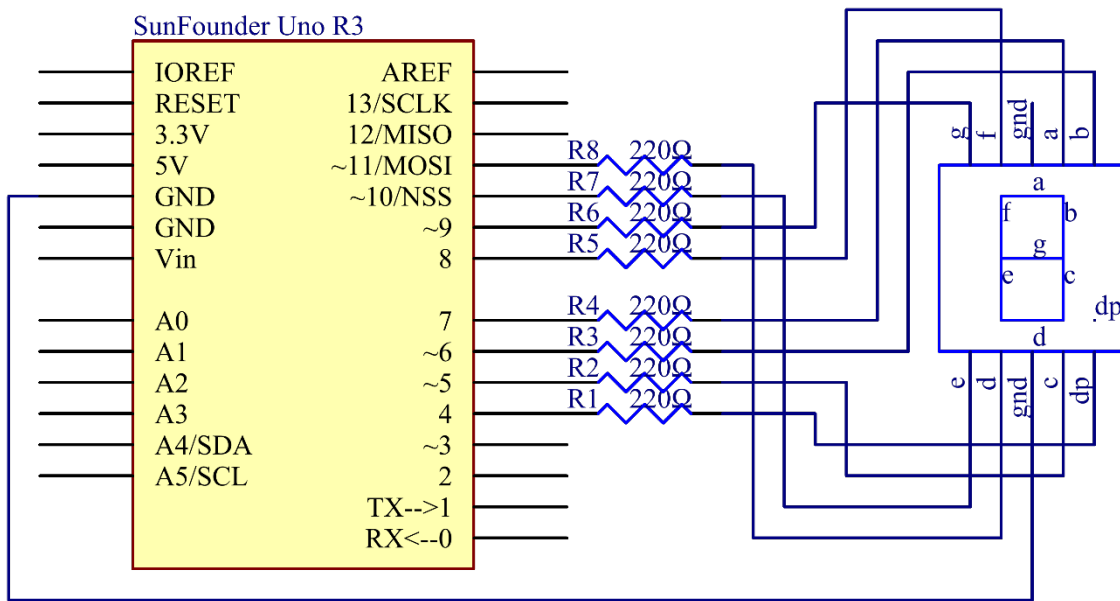 SunFounder Uno R3
IOREF AREF
RESET 13/SCLK
3.3V 12/MISO
5V ~11/MOSI
GND ~10/NSS
GND ~9
Vin 8
A0 7
A1 ~6
A2 ~5
A3 4
A4/SDA ~3
A5/SCL 2
TX-->1
RX<--0
R8 220Ω
R7 220Ω
R6 220Ω
R5 220Ω
R4 220Ω
R3 220Ω
R2 220Ω
R1 220Ω
g f gnd a b
a
f b
g
e c
dp
d
e d gnd c dp